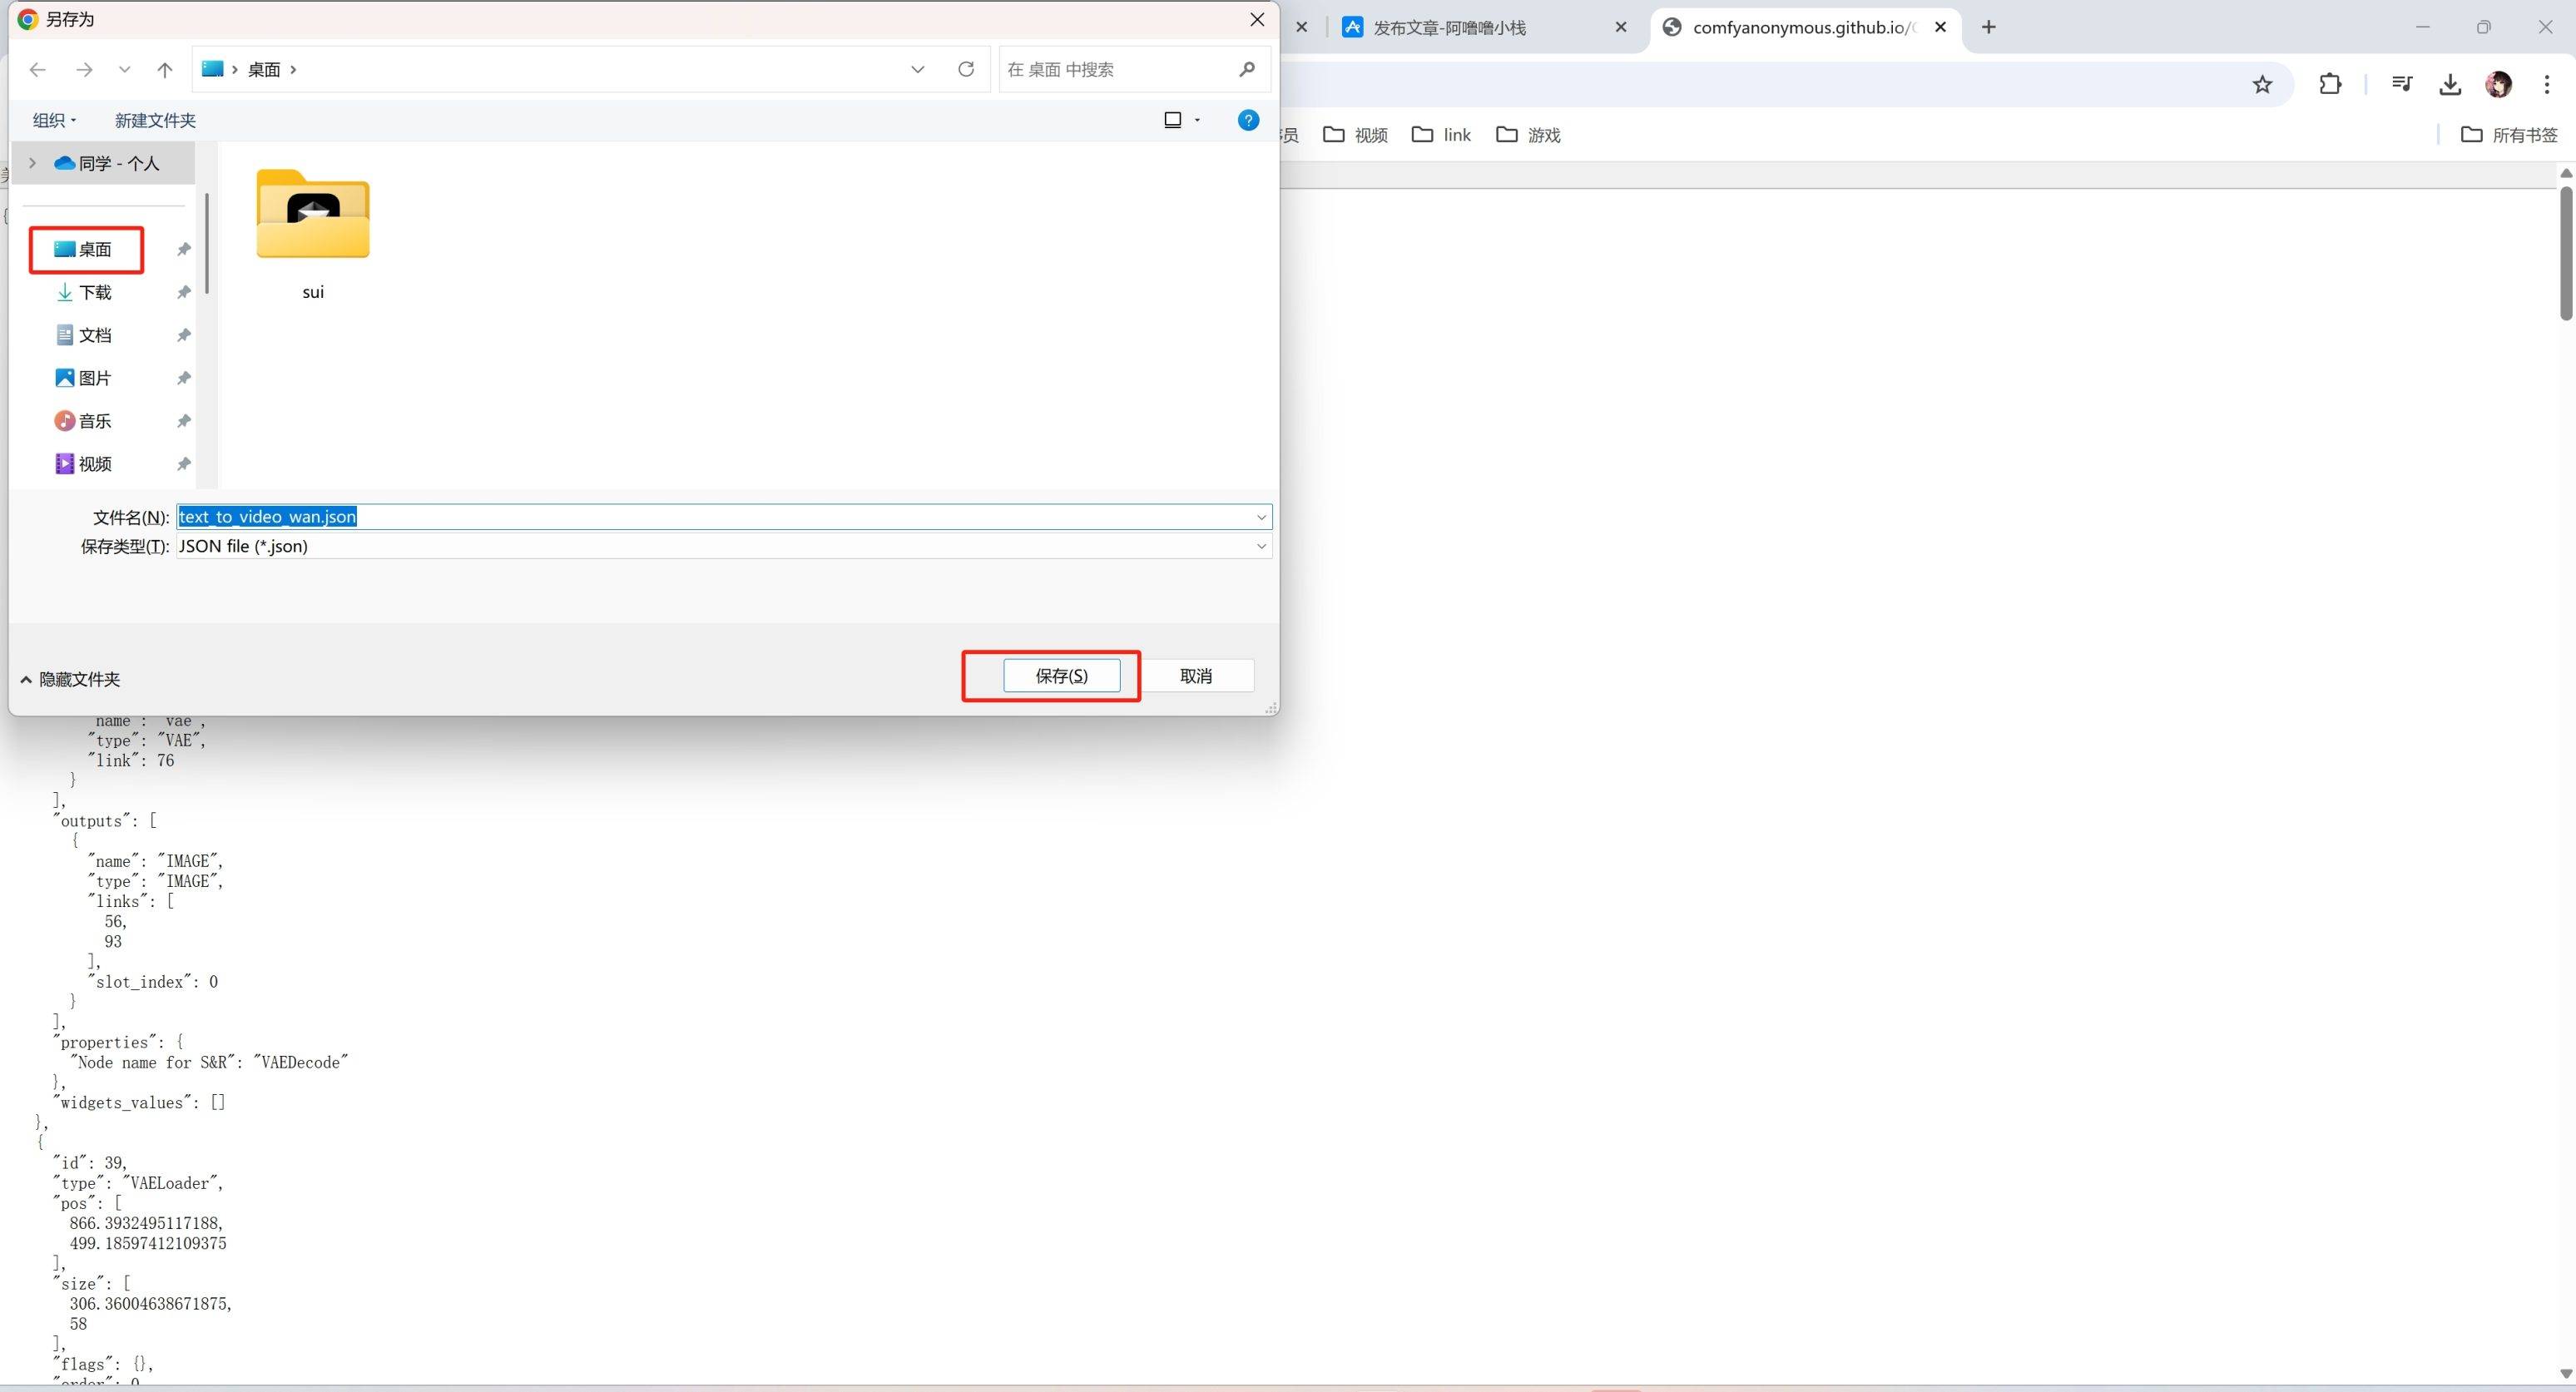 另存为
发布文章-阿噜噜小栈
comfyanonymous.github.io/
桌面
在 桌面 中搜索
组织
新建文件夹
视频
link
游戏
所有书签
同学 - 个人
桌面
下载
文档
图片
音乐
视频
sui
文件名(N):
text_to_video_wan.json
保存类型(T):
JSON file (*.json)
隐藏文件夹
保存(S)
取消
"name": "vae",
"type": "VAE",
"link": 76
}
],
"outputs": [
{
"name": "IMAGE",
"type": "IMAGE",
"links": [
56,
93
],
"slot_index": 0
}
],
"properties": {
"Node name for S&R": "VAEDecode"
},
"widgets_values": []
},
{
"id": 39,
"type": "VAELoader",
"pos": [
866.3932495117188,
499.18597412109375
],
"size": [
306.36004638671875,
58
],
"flags": {},
"order": 0